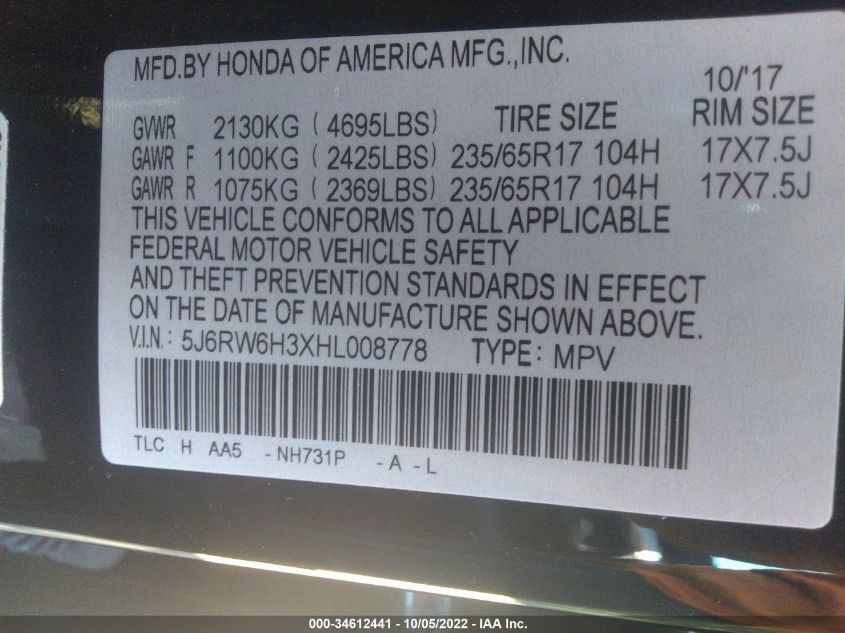 MFD.BY HONDA OF AMERICA MFG.,INC.
10/'17
GVWR 2130KG ( 4695LBS) TIRE SIZE RIM SIZE
GAWR F 1100KG ( 2425LBS) 235/65R17 104H 17X7.5J
GAWR R 1075KG ( 2369LBS) 235/65R17 104H 17X7.5J
THIS VEHICLE CONFORMS TO ALL APPLICABLE
FEDERAL MOTOR VEHICLE SAFETY
AND THEFT PREVENTION STANDARDS IN EFFECT
ON THE DATE OF MANUFACTURE SHOWN ABOVE.
V.I.N.: 5J6RW6H3XHL008778 TYPE: MPV
TLC H AA5 - NH731P - A - L
000-34612441 - 10/05/2022 - IAA Inc.